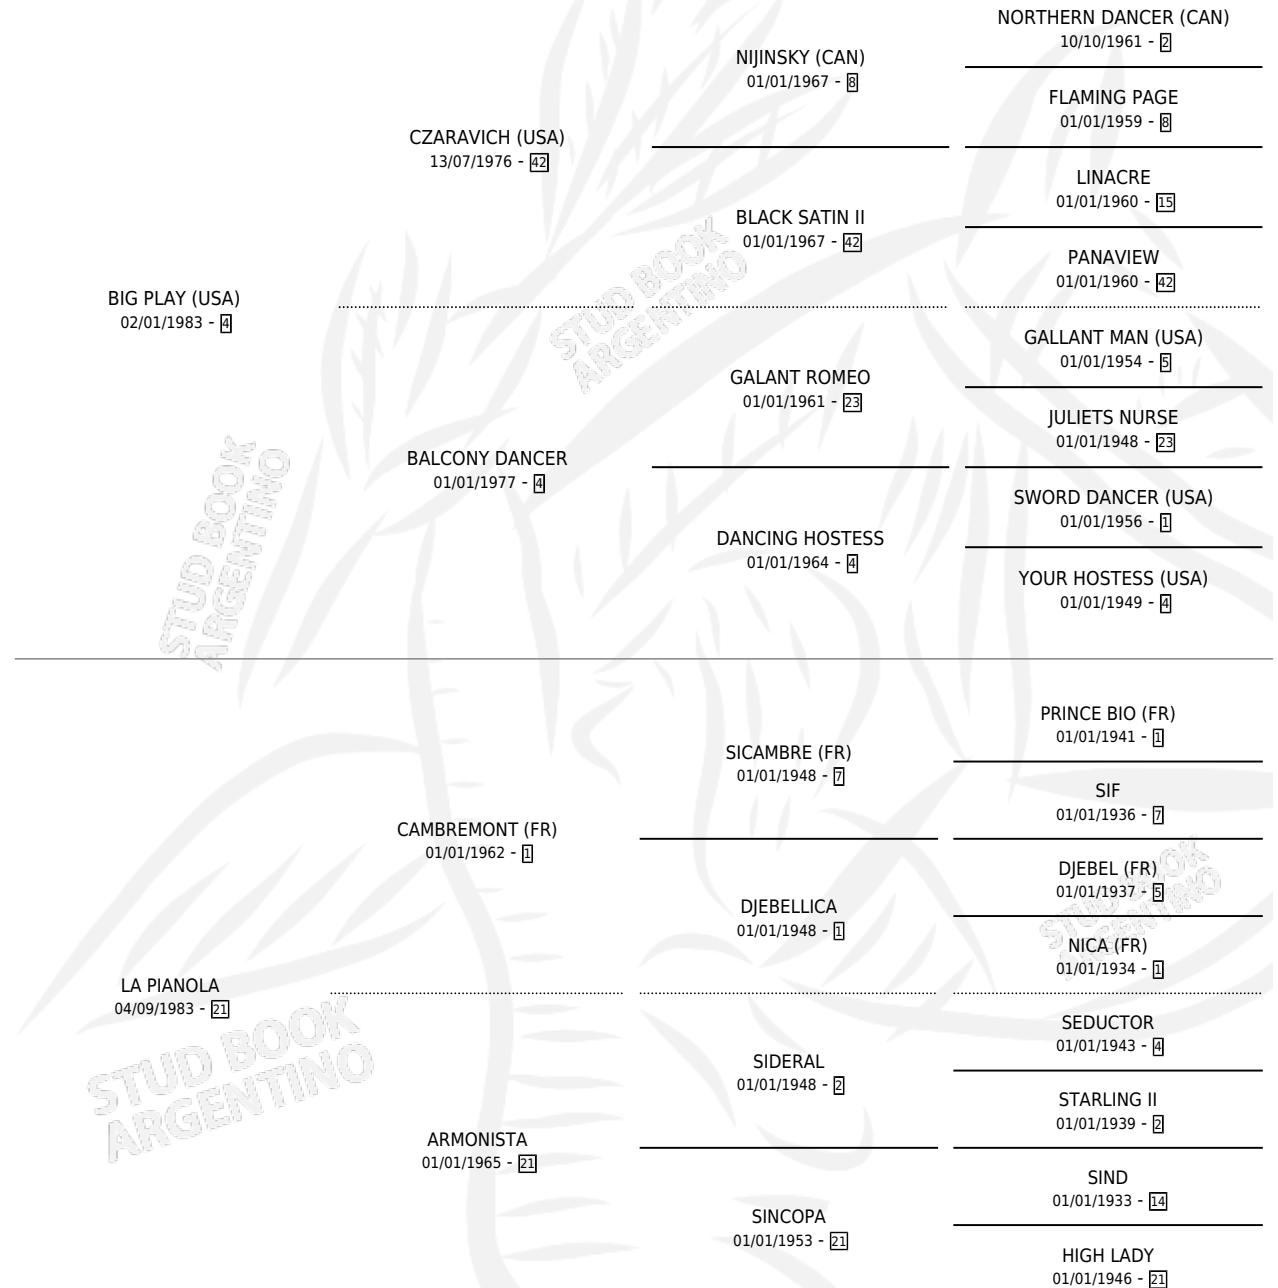 NORTHERN DANCER (CAN)
10/10/1961 - 2
NIJINSKY (CAN)
01/01/1967 - 8
FLAMING PAGE
01/01/1959 - 8
CZARAVICH (USA)
13/07/1976 - 42
LINACRE
01/01/1960 - 15
BLACK SATIN II
01/01/1967 - 42
PANAVIEW
01/01/1960 - 42
BIG PLAY (USA)
02/01/1983 - 4
STUD BOOK
ARGENTINO
GALLANT MAN (USA)
01/01/1954 - 5
GALANT ROMEO
01/01/1961 - 23
JULIETS NURSE
01/01/1948 - 23
BALCONY DANCER
01/01/1977 - 4
SWORD DANCER (USA)
01/01/1956 - 1
DANCING HOSTESS
01/01/1964 - 4
YOUR HOSTESS (USA)
01/01/1949 - 4
STUD BOOK
ARGENTINO
PRINCE BIO (FR)
01/01/1941 - 1
SICAMBRE (FR)
01/01/1948 - 7
SIF
01/01/1936 - 7
CAMBREMONT (FR)
01/01/1962 - 1
DJEBEL (FR)
01/01/1937 - 5
DJEBELLICA
01/01/1948 - 1
STUD BOOK
ARGENTINO
NICA (FR)
01/01/1934 - 1
LA PIANOLA
04/09/1983 - 21
STUD BOOK
ARGENTINO
SEDUCTOR
01/01/1943 - 4
SIDERAL
01/01/1948 - 2
STARLING II
01/01/1939 - 2
ARMONISTA
01/01/1965 - 21
SIND
01/01/1933 - 14
SINCOPA
01/01/1953 - 21
HIGH LADY
01/01/1946 - 21